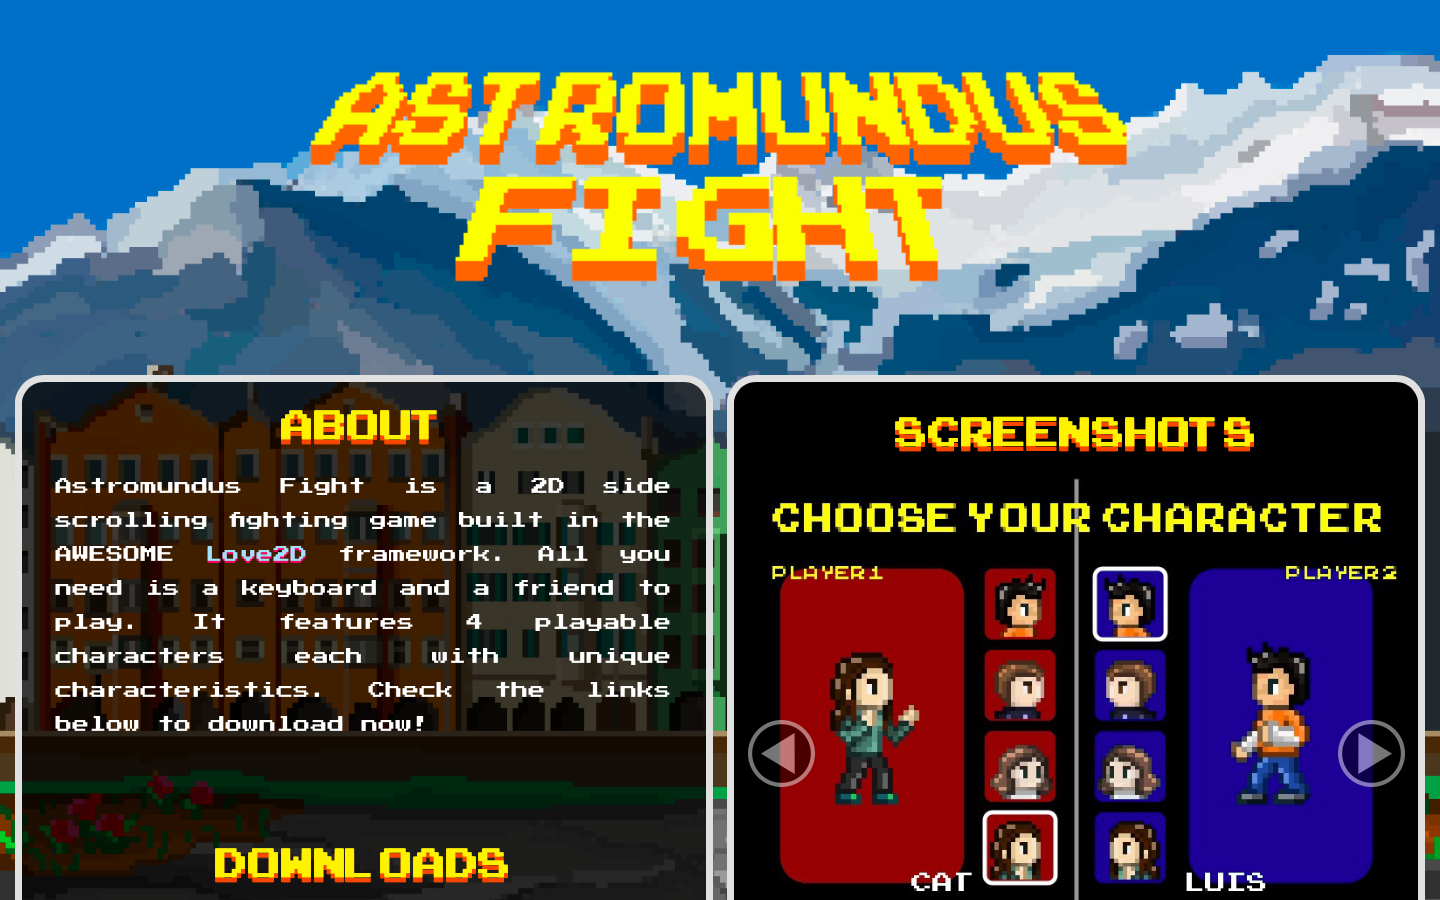 ASTROMUNDUS
FIGHT
ABOUT
Astromundus Fight is a 2D side
scrolling fighting game built in the
AWESOME Love2D framework. All you
need is a keyboard and a friend to
play. It features 4 playable
characters each with unique
characteristics. Check the links
below to download now!
DOWNLOADS
SCREENSHOTS
CHOOSE YOUR CHARACTER
PLAYER1
PLAYER2
CAT
LUIS